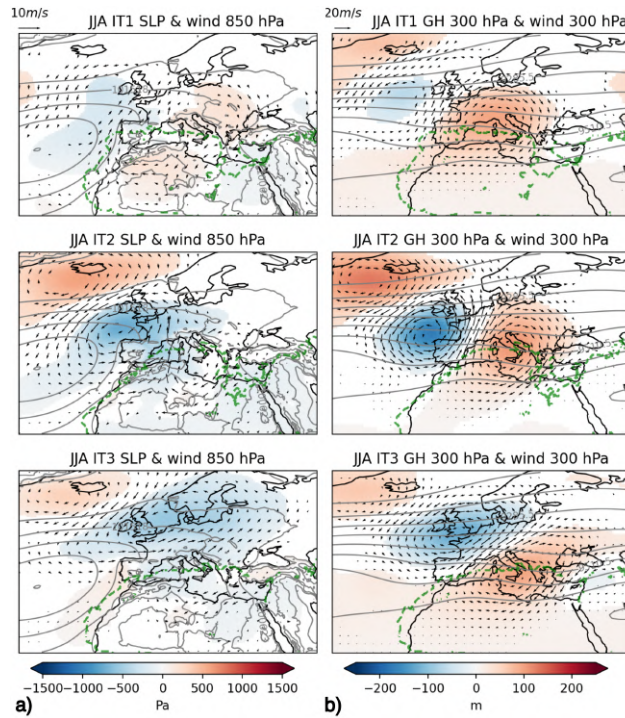 10m/s
JJA IT1 SLP & wind 850 hPa
20m/s
JJA IT1 GH 300 hPa & wind 300 hPa
JJA IT2 SLP & wind 850 hPa
JJA IT2 GH 300 hPa & wind 300 hPa
JJA IT3 SLP & wind 850 hPa
JJA IT3 GH 300 hPa & wind 300 hPa
−1500 −1000 −500 0 500 1000 1500
a) Pa
−200 −100 0 100 200
b) m